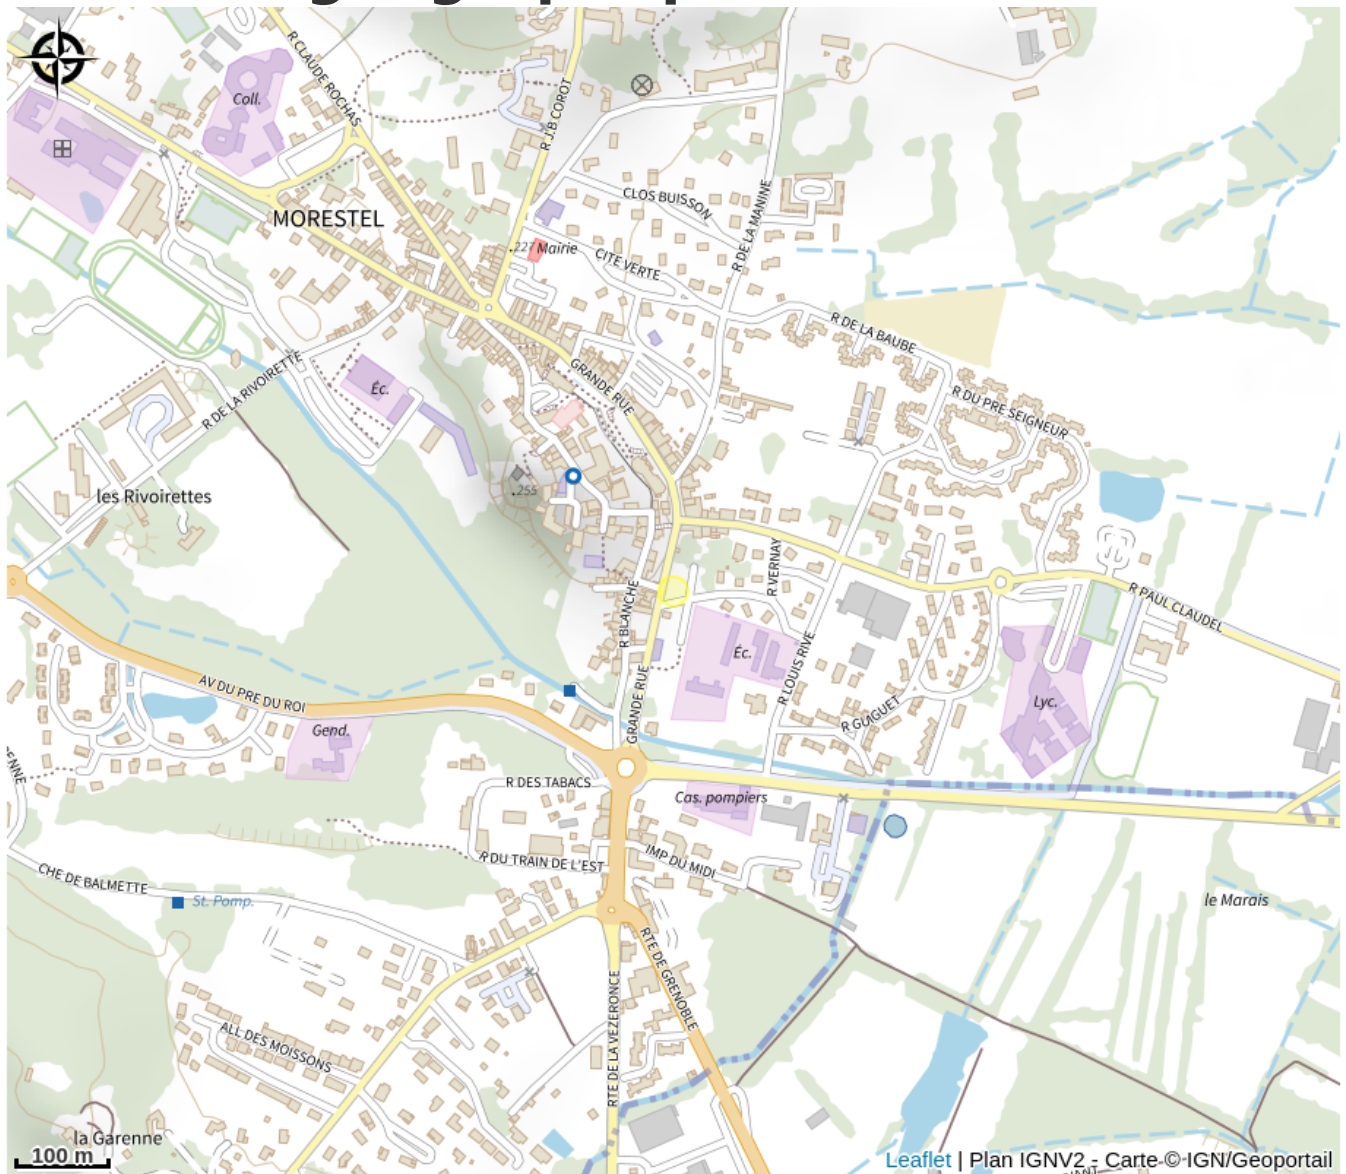 R CLAUDE ROCHAS
Coll.
R J.B COROT
MORESTEL
CLOS BUISSON
R DE LA MANINE
.227 Mairie
CITE VERTE
R DE LA BAUBE
GRANDE RUE
Éc.
R DE LA RIVOIRETTE
R DU PRE SEIGNEUR
les Rivoirettes
.255
R VERNAY
R BLANCHE
R PAUL CLAUDEL
Éc.
R LOUIS RIVE
GRANDE RUE
AV DU PRE DU ROI
Gend.
R GUIGUET
Lyc.
ENNE
R DES TABACS
Cas. pompiers
R DU TRAIN DE L'EST
IMP DU MIDI
CHE DE BALMETTE
St. Pomp.
le Marais
RTE DE GRENOBLE
RTE DE LA VEZERONCE
ALL DES MOISSONS
la Garenne
100 m
Leaflet | Plan IGNV2 - Carte © IGN/Geoportail